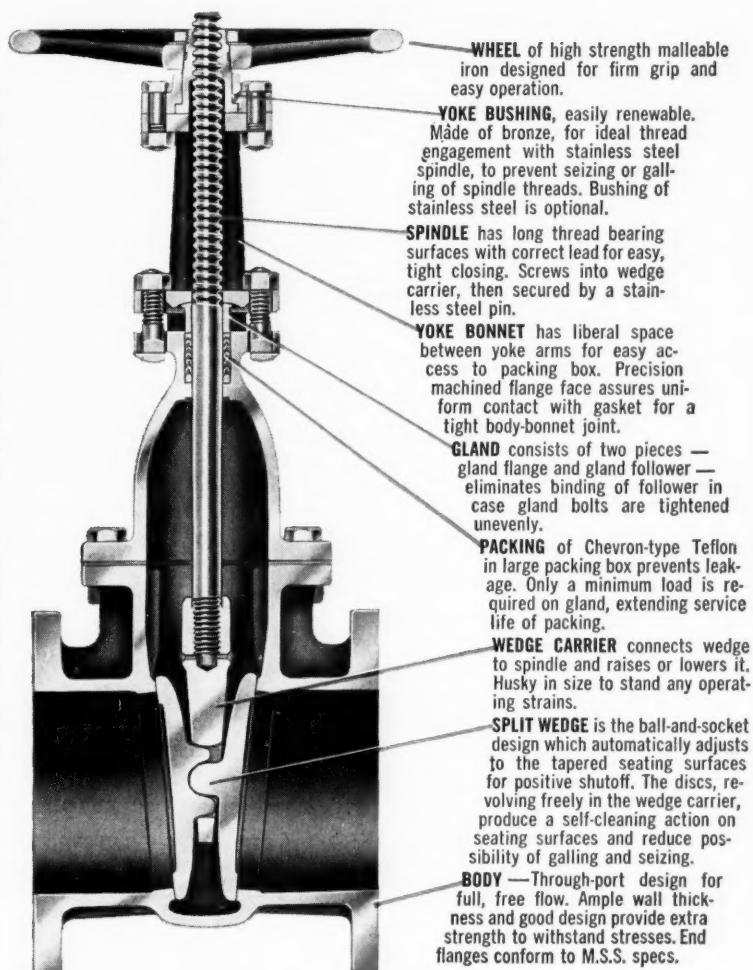 WHEEL of high strength malleable
iron designed for firm grip and
easy operation.
YOKE BUSHING, easily renewable.
Made of bronze, for ideal thread
engagement with stainless steel
spindle, to prevent seizing or gall-
ing of spindle threads. Bushing of
stainless steel is optional.
SPINDLE has long thread bearing
surfaces with correct lead for easy,
tight closing. Screws into wedge
carrier, then secured by a stain-
less steel pin.
YOKE BONNET has liberal space
between yoke arms for easy ac-
cess to packing box. Precision
machined flange face assures uni-
form contact with gasket for a
tight body-bonnet joint.
GLAND consists of two pieces —
gland flange and gland follower —
eliminates binding of follower in
case gland bolts are tightened
unevenly.
PACKING of Chevron-type Teflon
in large packing box prevents leak-
age. Only a minimum load is re-
quired on gland, extending service
life of packing.
WEDGE CARRIER connects wedge
to spindle and raises or lowers it.
Husky in size to stand any operat-
ing strains.
SPLIT WEDGE is the ball-and-socket
design which automatically adjusts
to the tapered seating surfaces
for positive shutoff. The discs, re-
volving freely in the wedge carrier,
produce a self-cleaning action on
seating surfaces and reduce pos-
sibility of galling and seizing.
BODY —Through-port design for
full, free flow. Ample wall thick-
ness and good design provide extra
strength to withstand stresses. End
flanges conform to M.S.S. specs.